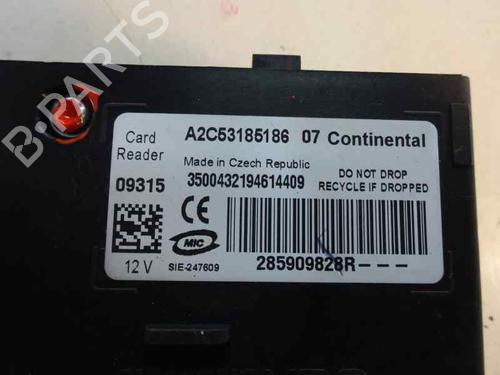 B-PARTS
Card Reader
A2C53185186 07 Continental
Made in Czech Republic
09315
3500432194614409
DO NOT DROP
RECYCLE IF DROPPED
CE
MIC
12 V
SIE-247609
285909828R---